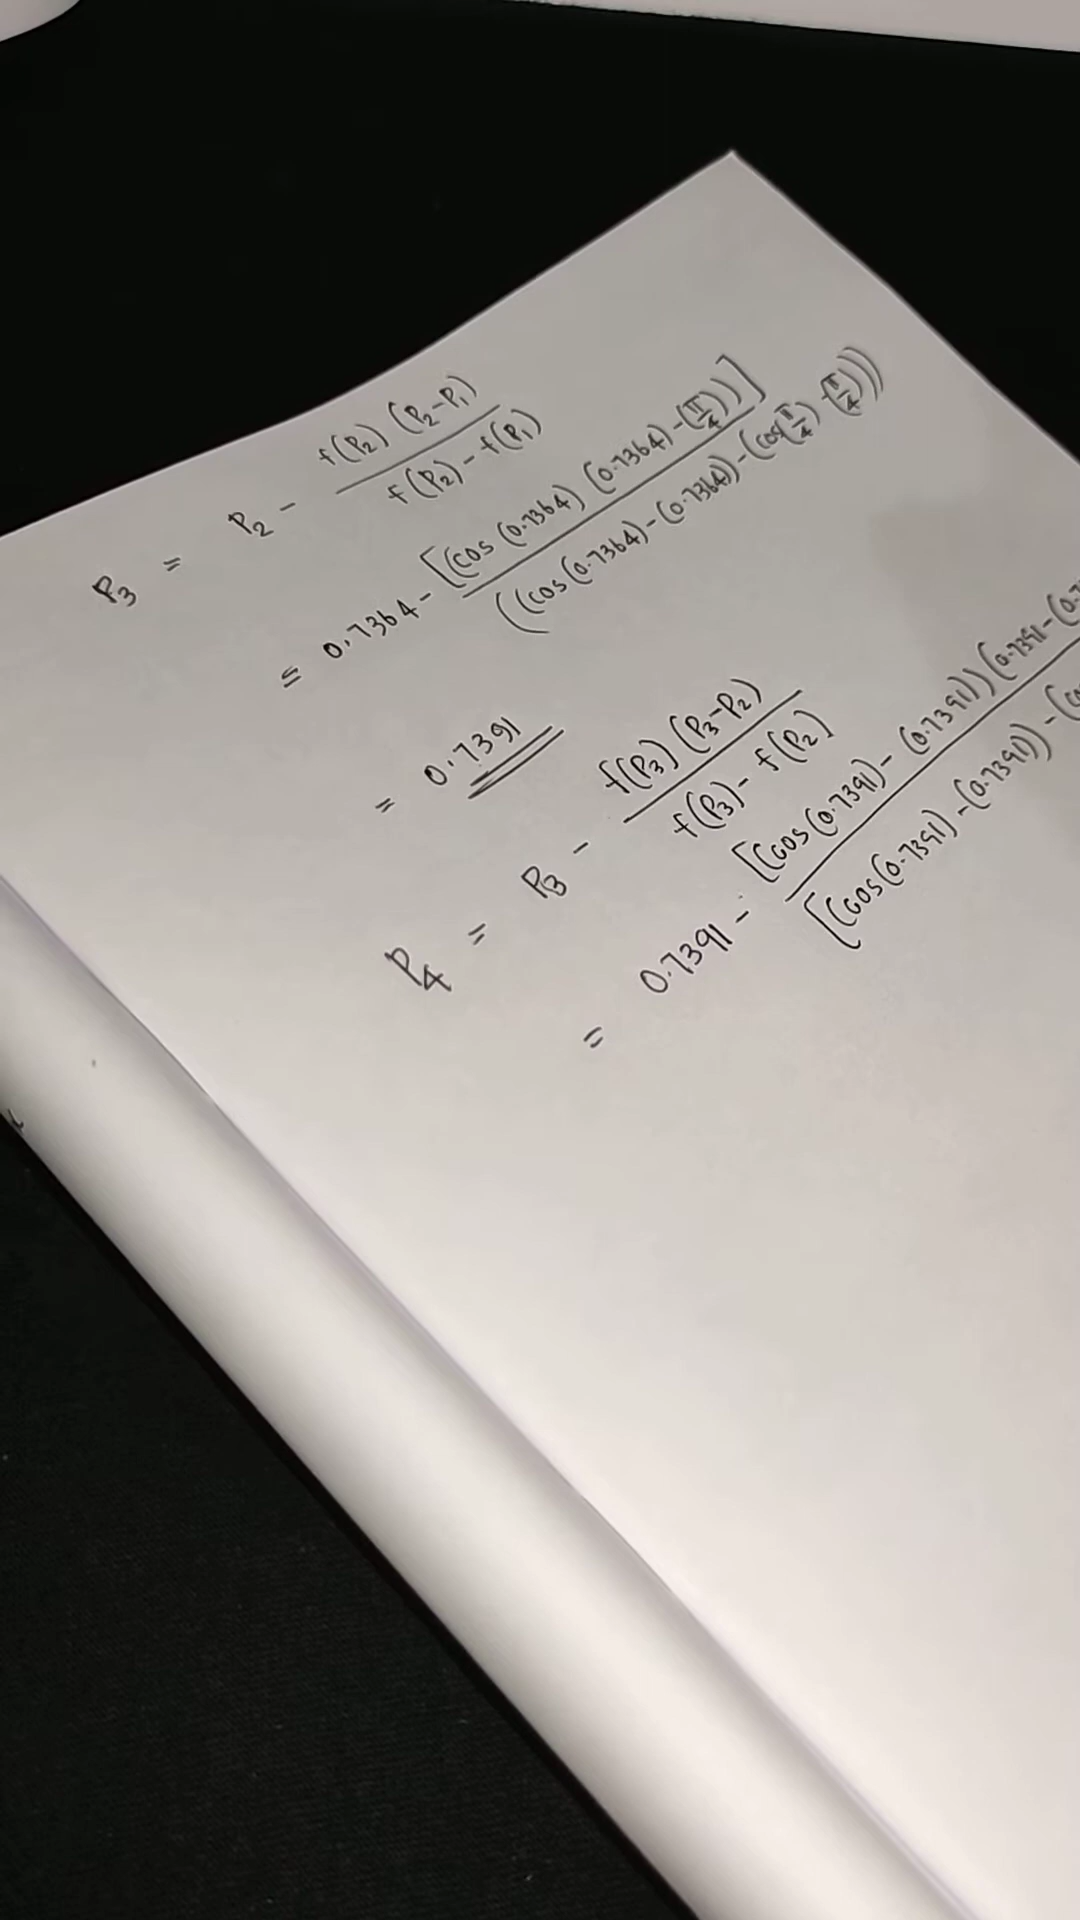 P₃ = P₂ - f(P₂) (P₂-P₁) / f(P₂) - f(P₁)
= 0.7364 - [(cos (0.7364) (0.7364) - (π/4))] / ((cos (0.7364) - (0.7364)) - (cos(π/4) - (π/4)))
= 0.7391
P₄ = P₃ - f(P₃) (P₃-P₂) / f(P₃) - f(P₂)
= 0.7391 - [(cos (0.7391) - (0.7391)) (0.7391 - (0.7 / [(cos (0.7391) - (0.7391)) - (